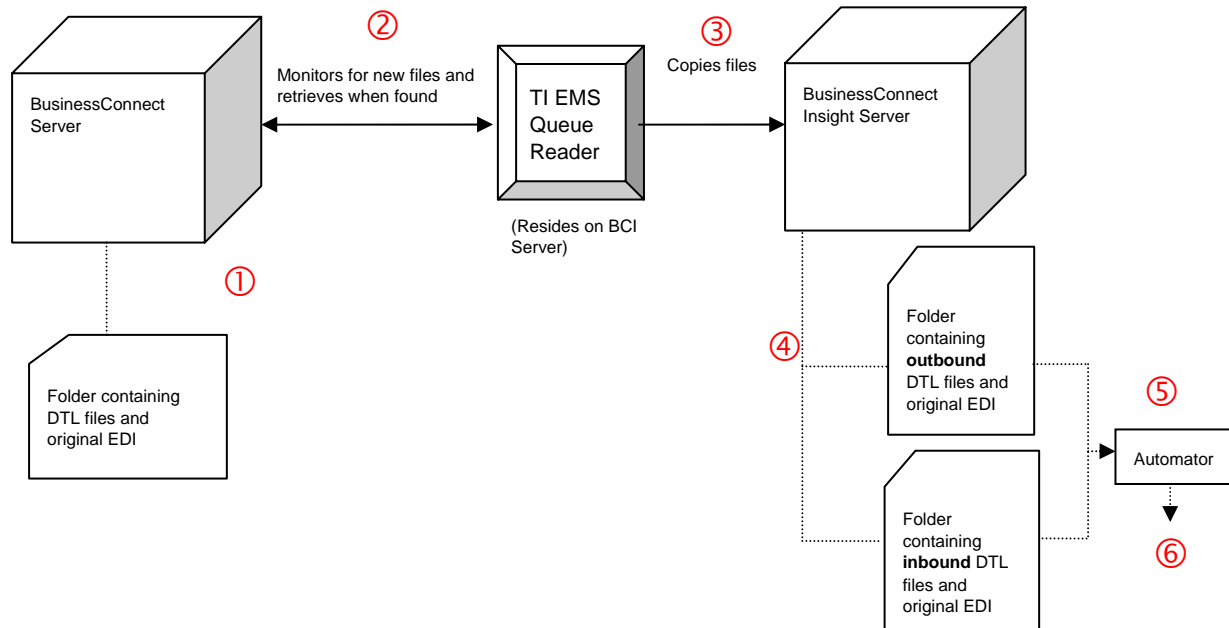 ②
③
Monitors for new files and
retrieves when found
Copies files
BusinessConnect
Server
TI EMS
Queue
Reader
BusinessConnect
Insight Server
(Resides on BCI
Server)
①
Folder containing
DTL files and
original EDI
④
Folder
containing
outbound
DTL files and
original EDI
⑤
Automator
⑥
Folder
containing
inbound DTL
files and
original EDI